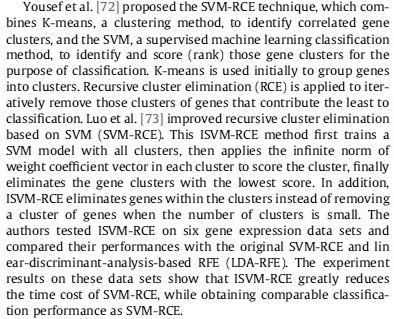 Yousef et al. [72] proposed the SVM-RCE technique, which com-
bines K-means, a clustering method, to identify correlated gene
clusters, and the SVM, a supervised machine learning classification
method, to identify and score (rank) those gene clusters for the
purpose of classification. K-means is used initially to group genes
into clusters. Recursive cluster elimination (RCE) is applied to iter-
atively remove those clusters of genes that contribute the least to
classification. Luo et al. [73] improved recursive cluster elimination
based on SVM (SVM-RCE). This ISVM-RCE method first trains a
SVM model with all clusters, then applies the infinite norm of
weight coefficient vector in each cluster to score the cluster, finally
eliminates the gene clusters with the lowest score. In addition,
ISVM-RCE eliminates genes within the clusters instead of removing
a cluster of genes when the number of clusters is small. The
authors tested ISVM-RCE on six gene expression data sets and
compared their performances with the original SVM-RCE and lin
ear-discriminant-analysis-based RFE (LDA-RFE). The experiment
results on these data sets show that ISVM-RCE greatly reduces
the time cost of SVM-RCE, while obtaining comparable classifica-
tion performance as SVM-RCE.